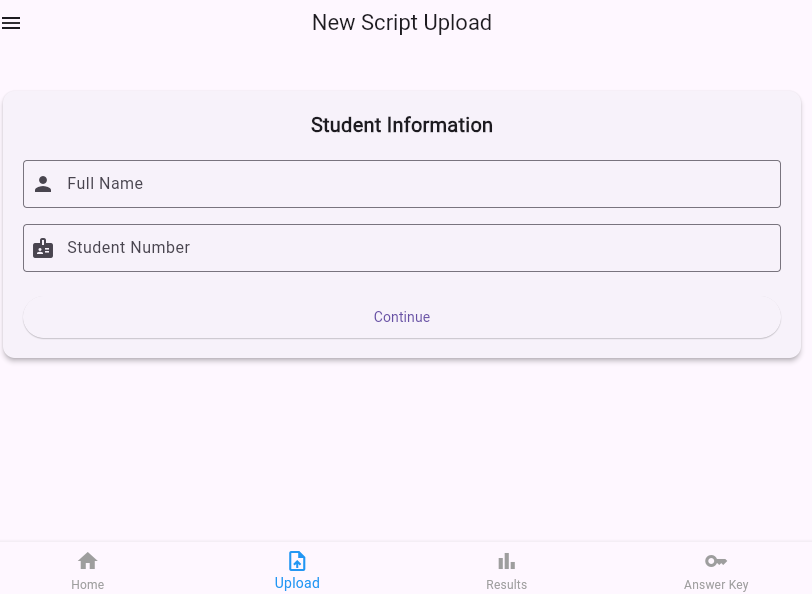 New Script Upload
Student Information
Full Name
Student Number
Continue
Home
Upload
Results
Answer Key